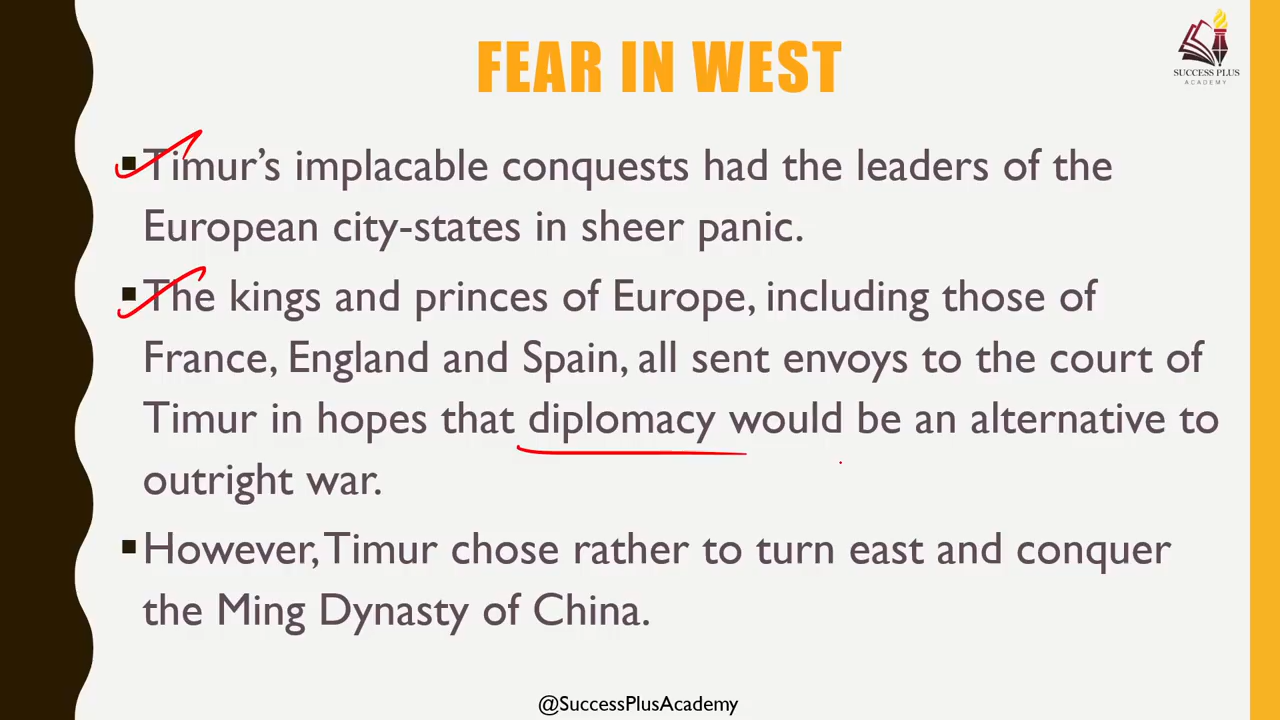 FEAR IN WEST
SUCCESS PLUS
ACADEMY
▪Timur's implacable conquests had the leaders of the
European city-states in sheer panic.
▪The kings and princes of Europe, including those of
France, England and Spain, all sent envoys to the court of
Timur in hopes that diplomacy would be an alternative to
outright war.
▪However, Timur chose rather to turn east and conquer
the Ming Dynasty of China.
@SuccessPlusAcademy